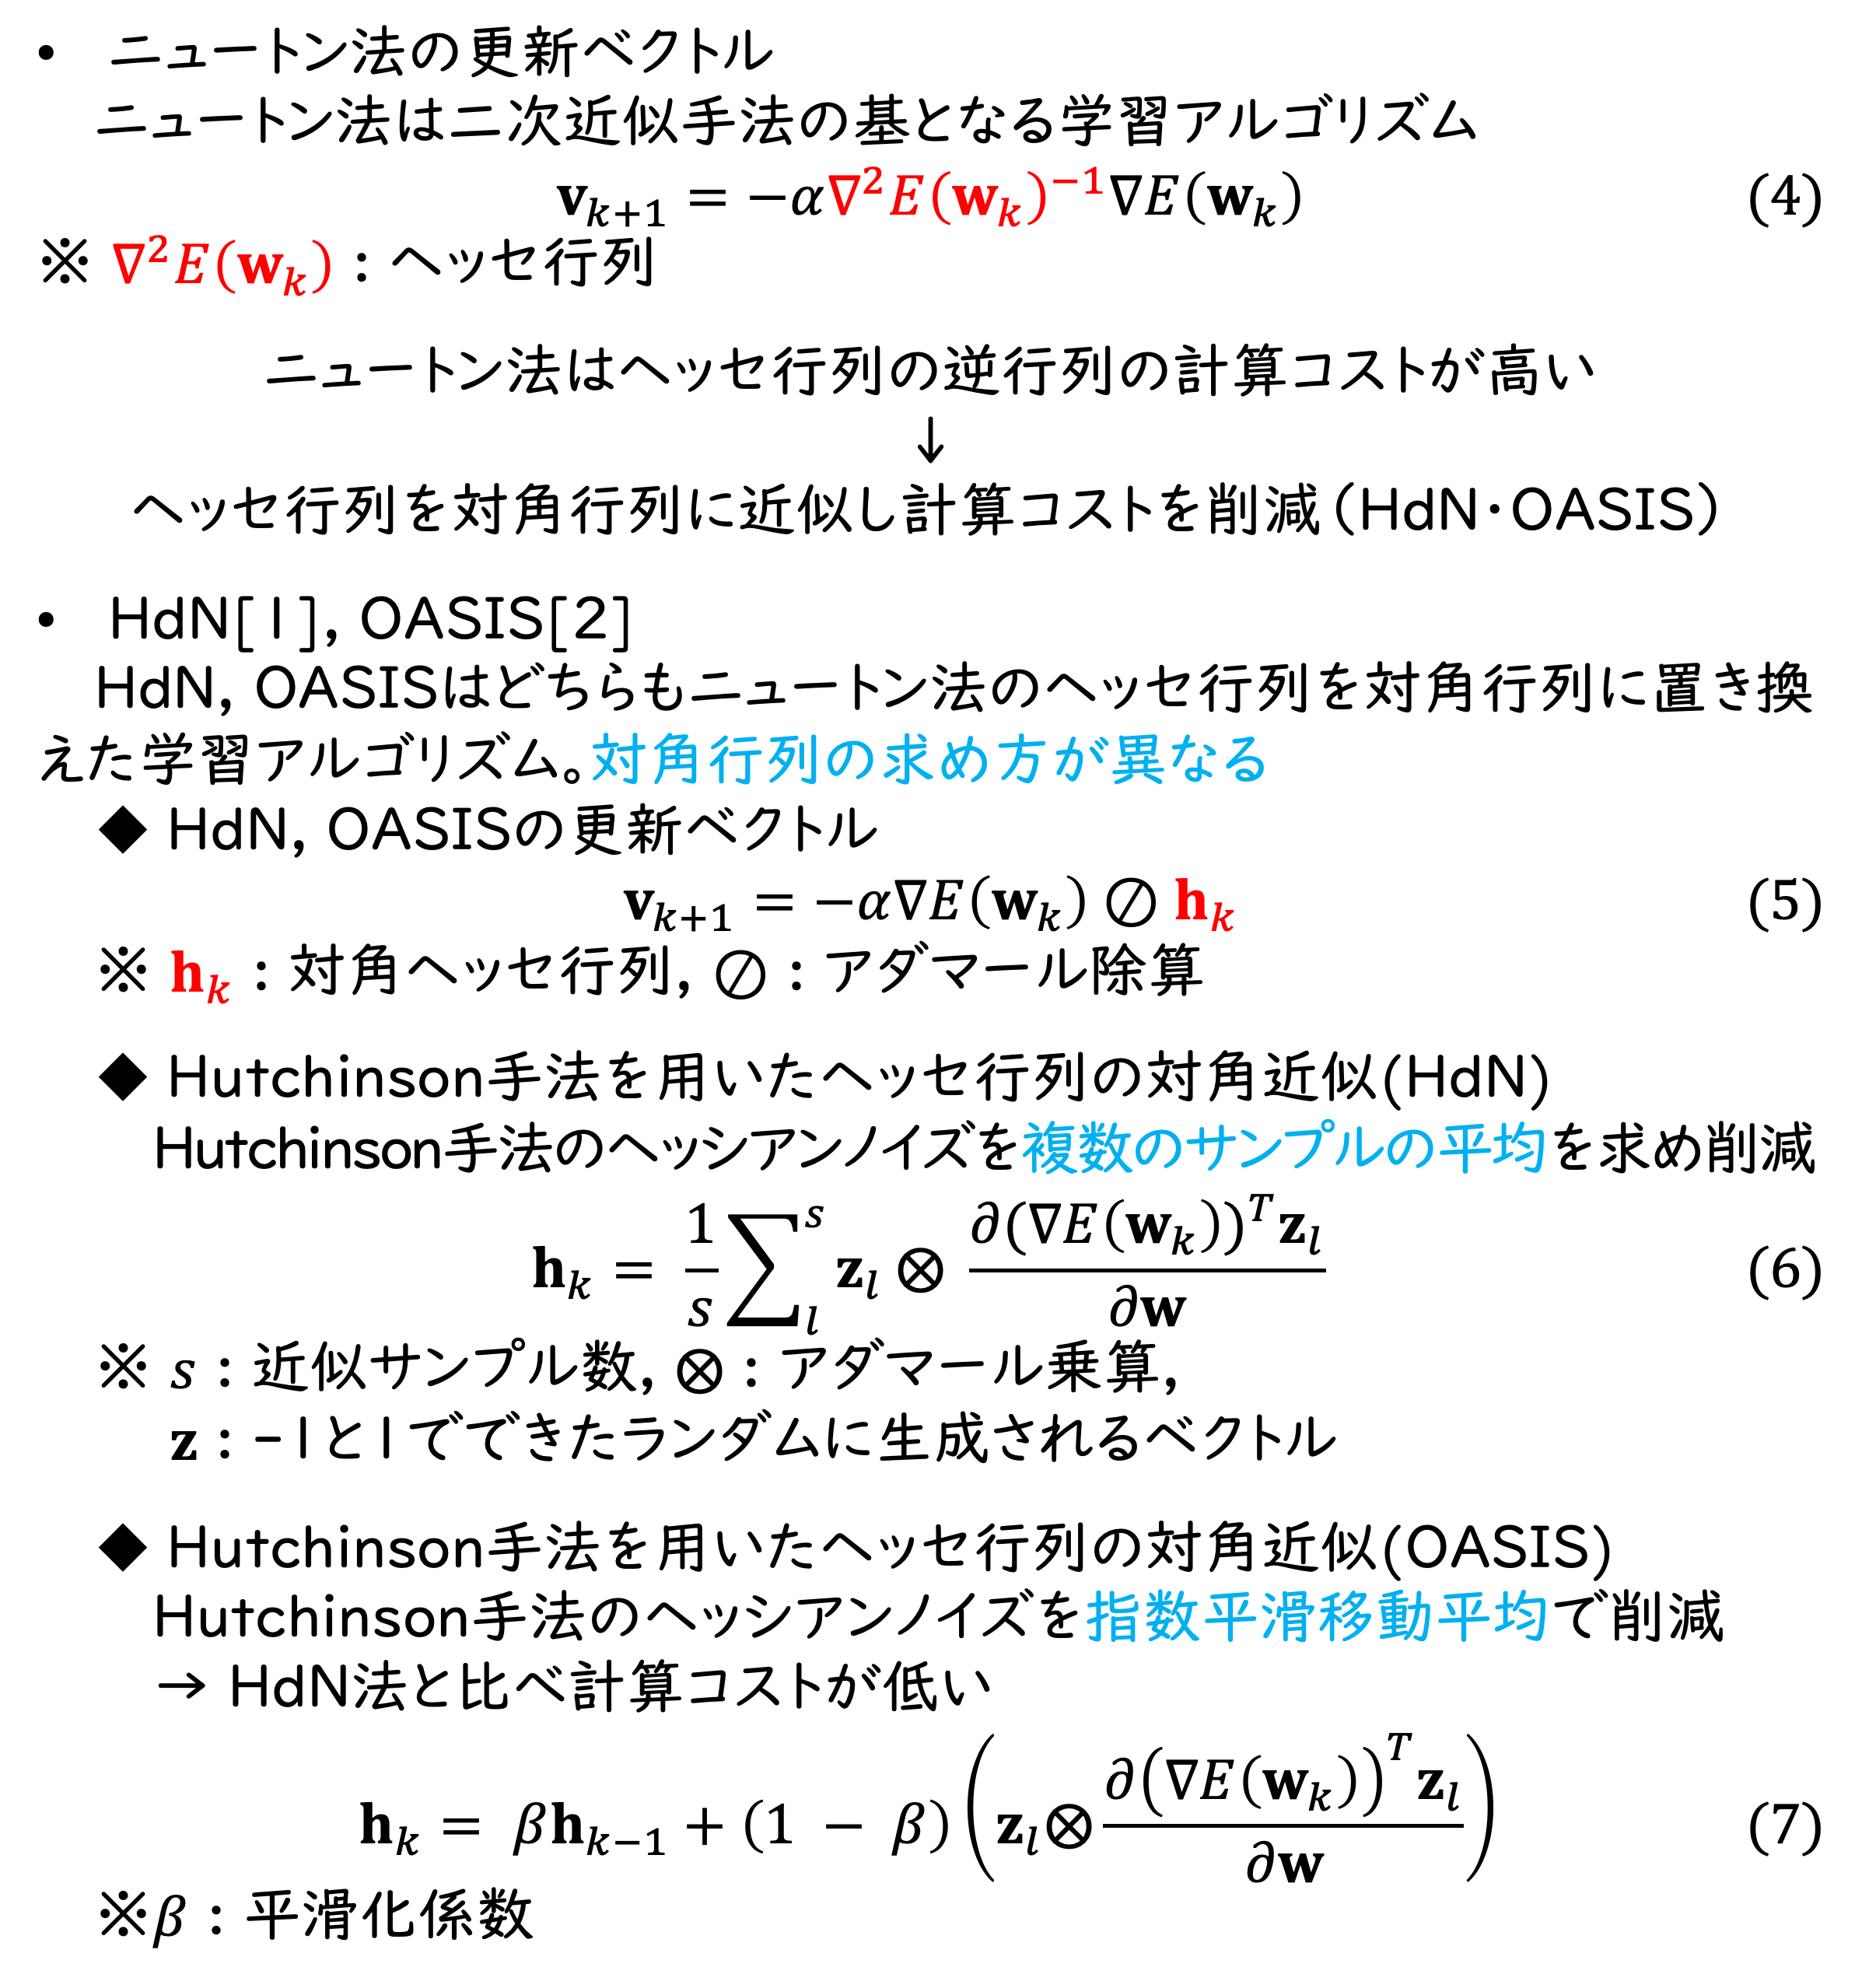 • ニュートン法の更新ベクトル
ニュートン法は二次近似手法の基となる学習アルゴリズム
𝐯ₖ₊₁ = −α∇²E(𝐰ₖ)⁻¹∇E(𝐰ₖ) (4)
※ ∇²E(𝐰ₖ) : ヘッセ行列
ニュートン法はヘッセ行列の逆行列の計算コストが高い
↓
ヘッセ行列を対角行列に近似し計算コストを削減(HdN・OASIS)
• HdN[1], OASIS[2]
HdN, OASISはどちらもニュートン法のヘッセ行列を対角行列に置き換
えた学習アルゴリズム。対角行列の求め方が異なる
◆ HdN, OASISの更新ベクトル
𝐯ₖ₊₁ = −α∇E(𝐰ₖ) ⊘ 𝐡ₖ (5)
※ 𝐡ₖ : 対角ヘッセ行列, ⊘ : アダマール除算
◆ Hutchinson手法を用いたヘッセ行列の対角近似(HdN)
Hutchinson手法のヘッシアンノイズを複数のサンプルの平均を求め削減
𝐡ₖ = 1/s ∑ₗˢ 𝐳ₗ ⊗ ∂(∇E(𝐰ₖ))ᵀ𝐳ₗ / ∂𝐰 (6)
※ s : 近似サンプル数, ⊗ : アダマール乗算,
𝐳 : -1と1でできたランダムに生成されるベクトル
◆ Hutchinson手法を用いたヘッセ行列の対角近似(OASIS)
Hutchinson手法のヘッシアンノイズを指数平滑移動平均で削減
→ HdN法と比べ計算コストが低い
𝐡ₖ = β𝐡ₖ₋₁ + (1 − β) (𝐳ₗ⊗ ∂(∇E(𝐰ₖ))ᵀ𝐳ₗ / ∂𝐰) (7)
※β : 平滑化係数